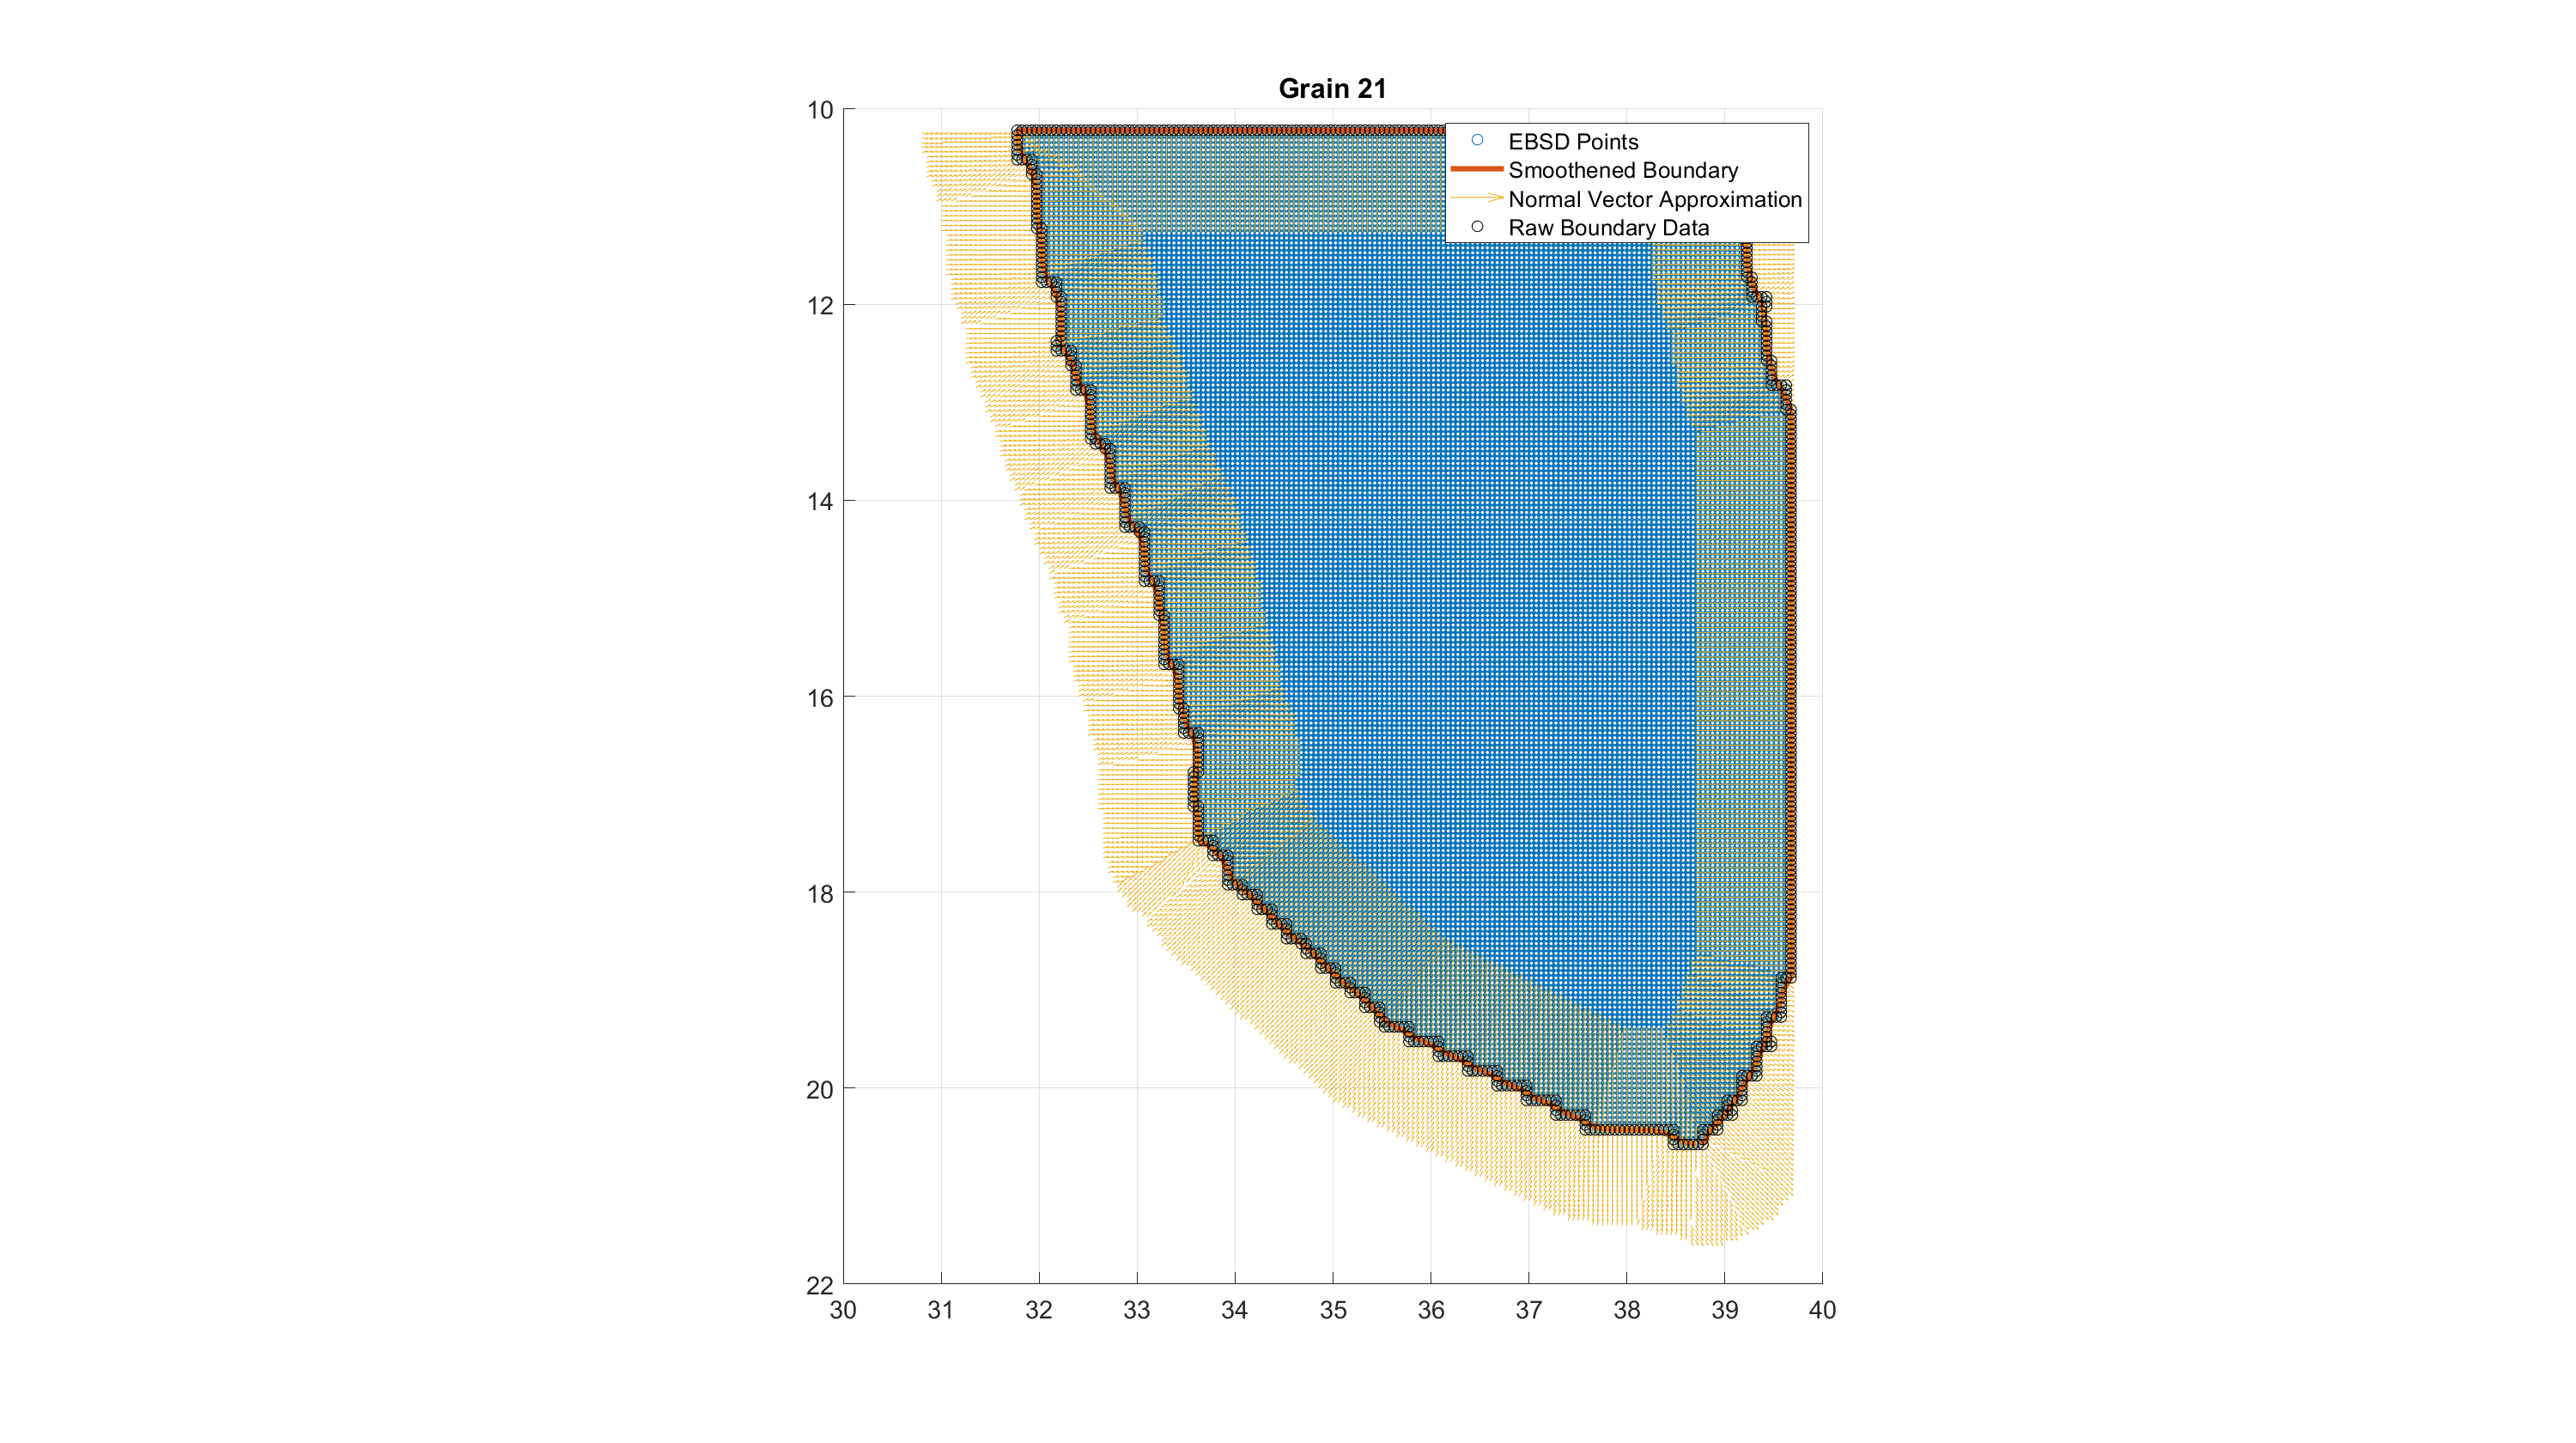 Grain 21
10
EBSD Points
Smoothened Boundary
Normal Vector Approximation
Raw Boundary Data
12
14
16
18
20
22
30 31 32 33 34 35 36 37 38 39 40